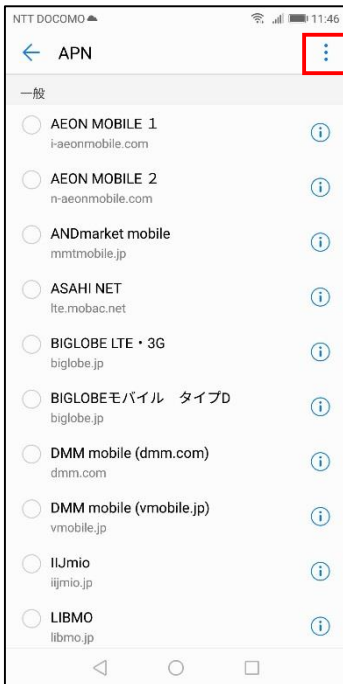 NTT DOCOMO 11:46
APN
一般
AEON MOBILE 1
i-aeonmobile.com
AEON MOBILE 2
n-aeonmobile.com
ANDmarket mobile
mmtmobile.jp
ASAHI NET
lte.mobac.net
BIGLOBE LTE・3G
biglobe.jp
BIGLOBEモバイル　タイプD
biglobe.jp
DMM mobile (dmm.com)
dmm.com
DMM mobile (vmobile.jp)
vmobile.jp
IIJmio
iijmio.jp
LIBMO
libmo.jp